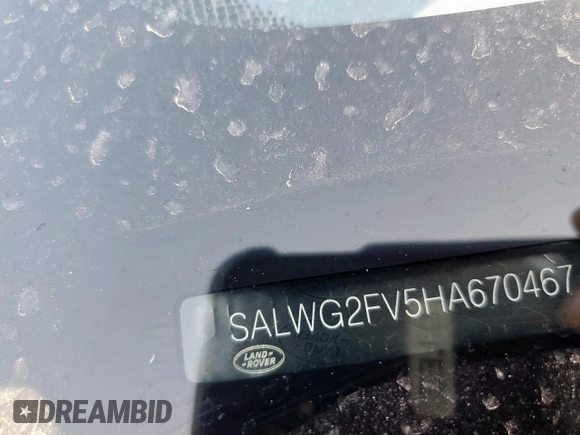 SALWG2FV5HA670467
LAND-
-ROVER
DREAMBID